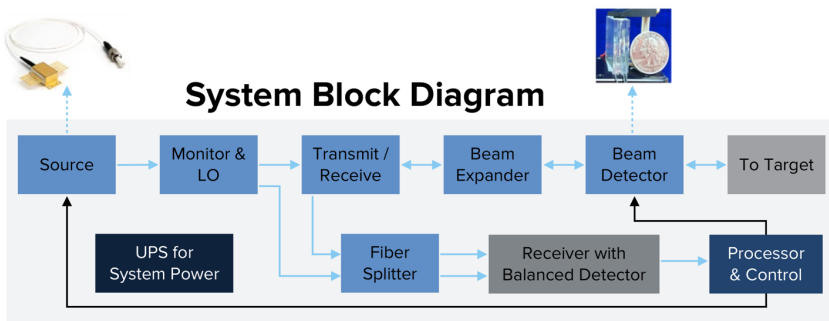 System Block Diagram
Source
Monitor &
LO
Transmit /
Receive
Beam
Expander
Beam
Detector
To Target
UPS for
System Power
Fiber
Splitter
Receiver with
Balanced Detector
Processor
& Control